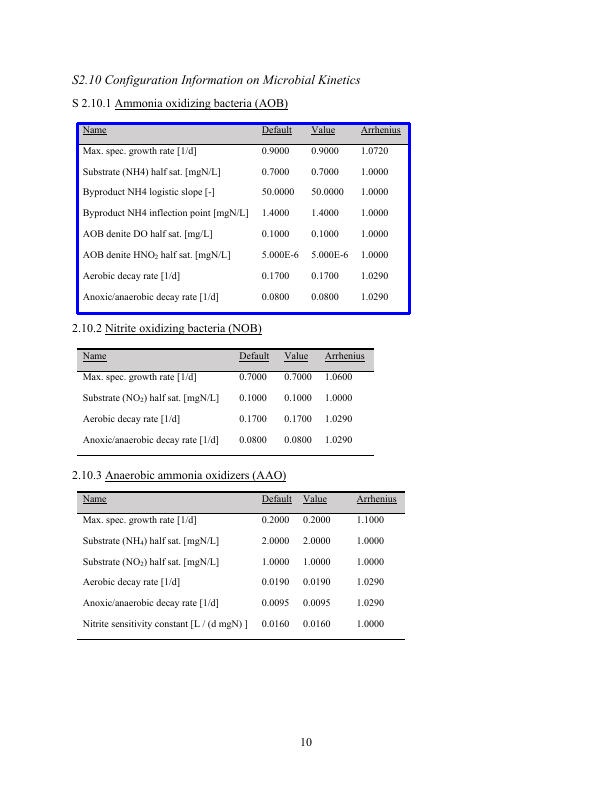 S2.10 Configuration Information on Microbial Kinetics
S 2.10.1 Ammonia oxidizing bacteria (AOB)
Name Default Value Arrhenius
Max. spec. growth rate [1/d] 0.9000 0.9000 1.0720
Substrate (NH4) half sat. [mgN/L] 0.7000 0.7000 1.0000
Byproduct NH4 logistic slope [-] 50.0000 50.0000 1.0000
Byproduct NH4 inflection point [mgN/L] 1.4000 1.4000 1.0000
AOB denite DO half sat. [mg/L] 0.1000 0.1000 1.0000
AOB denite HNO₂ half sat. [mgN/L] 5.000E-6 5.000E-6 1.0000
Aerobic decay rate [1/d] 0.1700 0.1700 1.0290
Anoxic/anaerobic decay rate [1/d] 0.0800 0.0800 1.0290
2.10.2 Nitrite oxidizing bacteria (NOB)
Name Default Value Arrhenius
Max. spec. growth rate [1/d] 0.7000 0.7000 1.0600
Substrate (NO₂) half sat. [mgN/L] 0.1000 0.1000 1.0000
Aerobic decay rate [1/d] 0.1700 0.1700 1.0290
Anoxic/anaerobic decay rate [1/d] 0.0800 0.0800 1.0290
2.10.3 Anaerobic ammonia oxidizers (AAO)
Name Default Value Arrhenius
Max. spec. growth rate [1/d] 0.2000 0.2000 1.1000
Substrate (NH₄) half sat. [mgN/L] 2.0000 2.0000 1.0000
Substrate (NO₂) half sat. [mgN/L] 1.0000 1.0000 1.0000
Aerobic decay rate [1/d] 0.0190 0.0190 1.0290
Anoxic/anaerobic decay rate [1/d] 0.0095 0.0095 1.0290
Nitrite sensitivity constant [L / (d mgN) ] 0.0160 0.0160 1.0000
10